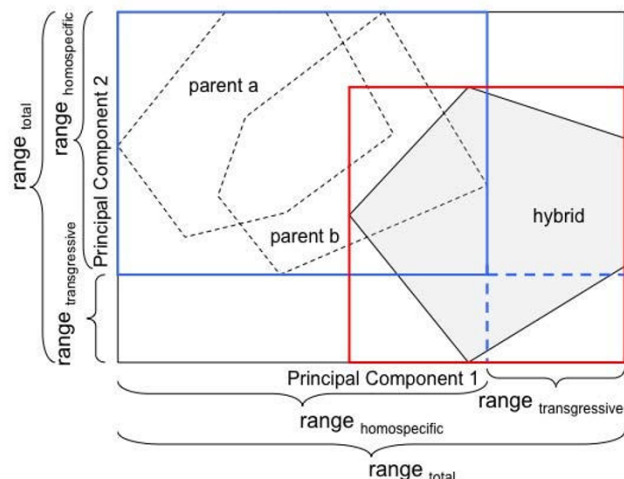 range total
range homospecific
range transgressive
Principal Component 2
parent a
parent b
hybrid
Principal Component 1
range transgressive
range homospecific
range total